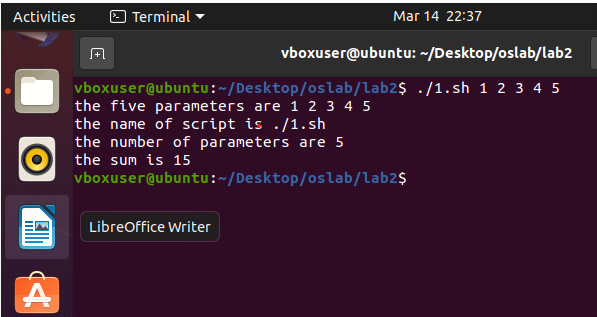 Activities Terminal Mar 14 22:37
vboxuser@ubuntu: ~/Desktop/oslab/lab2
vboxuser@ubuntu:~/Desktop/oslab/lab2$ ./1.sh 1 2 3 4 5
the five parameters are 1 2 3 4 5
the name of script is ./1.sh
the number of parameters are 5
the sum is 15
vboxuser@ubuntu:~/Desktop/oslab/lab2$
LibreOffice Writer